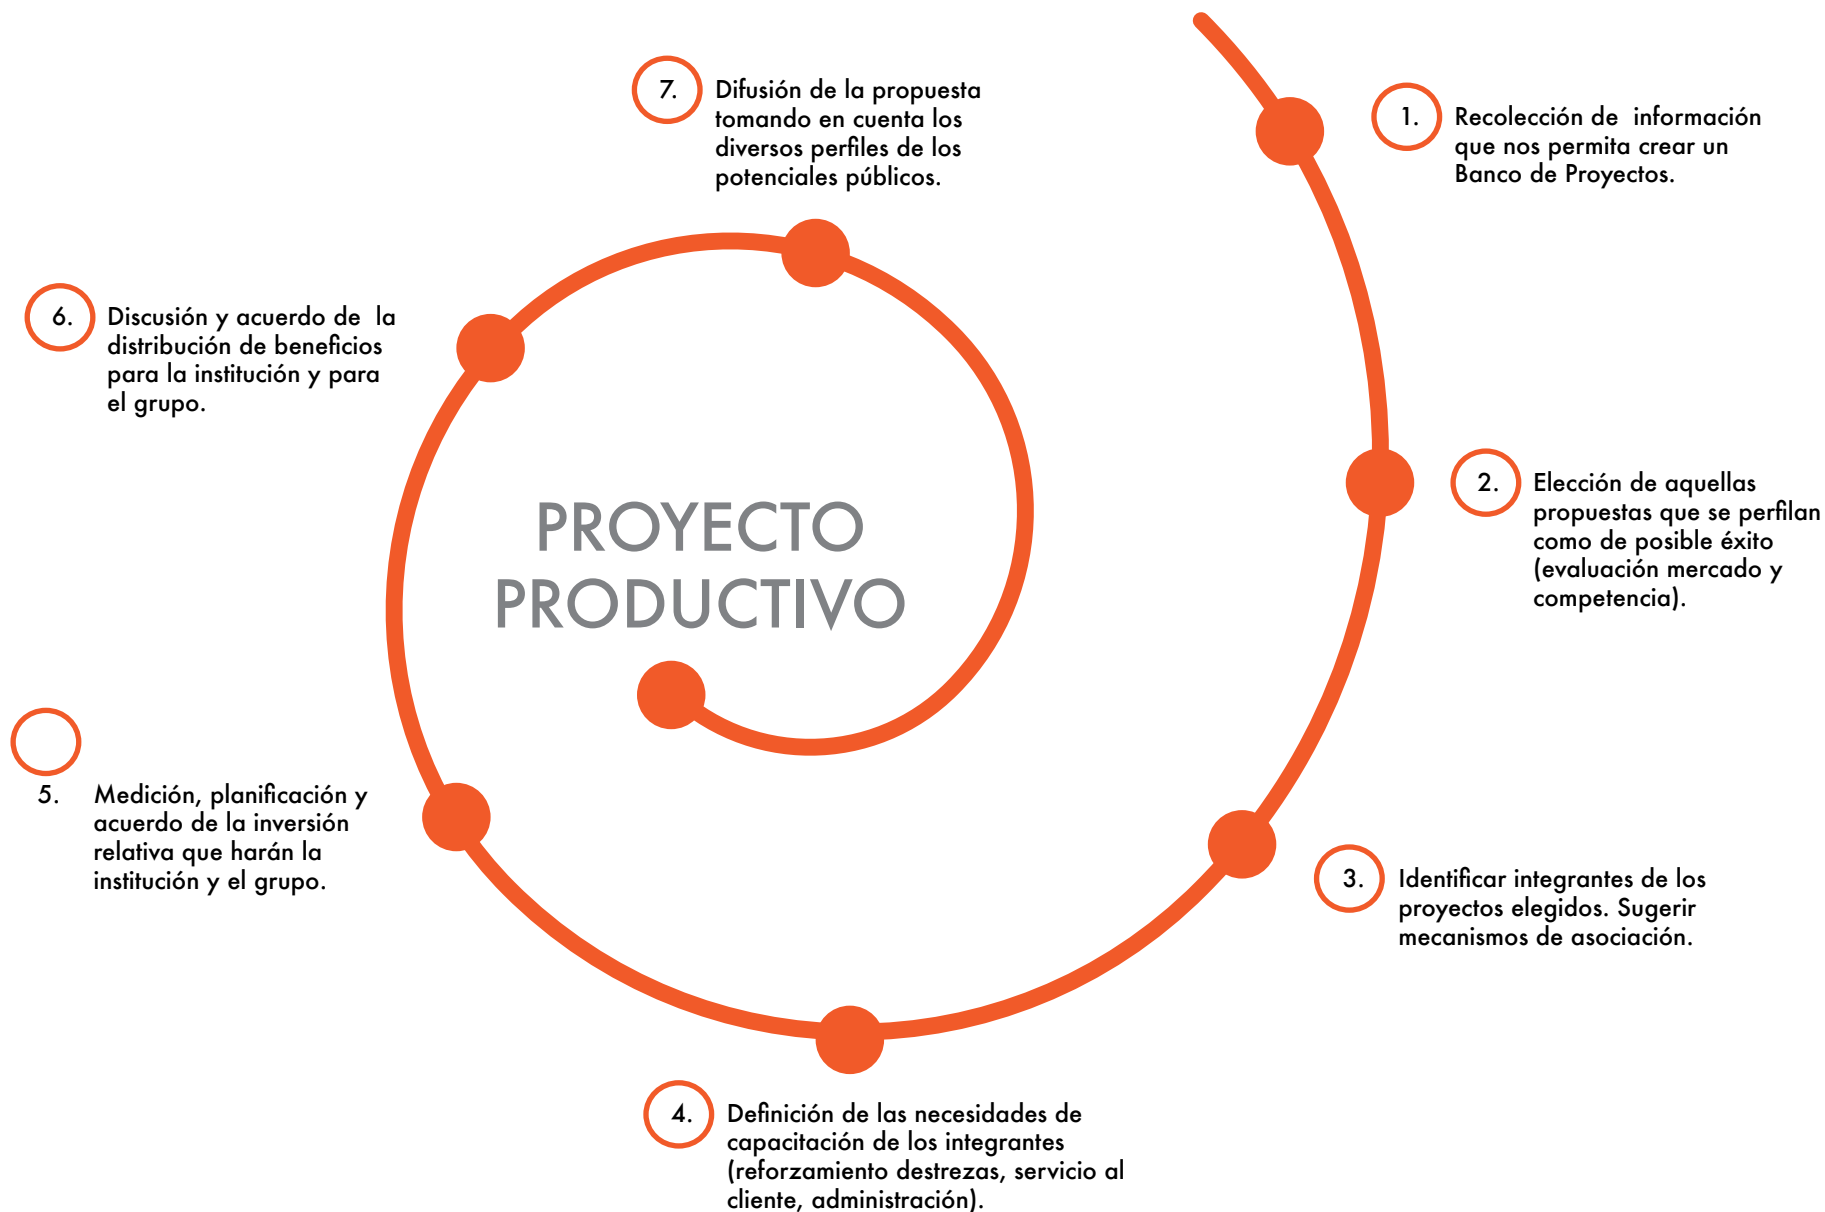 PROYECTO
PRODUCTIVO
1. Recolección de información
que nos permita crear un
Banco de Proyectos.
2. Elección de aquellas
propuestas que se perfilan
como de posible éxito
(evaluación mercado y
competencia).
3. Identificar integrantes de los
proyectos elegidos. Sugerir
mecanismos de asociación.
4. Definición de las necesidades de
capacitación de los integrantes
(reforzamiento destrezas, servicio al
cliente, administración).
5. Medición, planificación y
acuerdo de la inversión
relativa que harán la
institución y el grupo.
6. Discusión y acuerdo de la
distribución de beneficios
para la institución y para
el grupo.
7. Difusión de la propuesta
tomando en cuenta los
diversos perfiles de los
potenciales públicos.